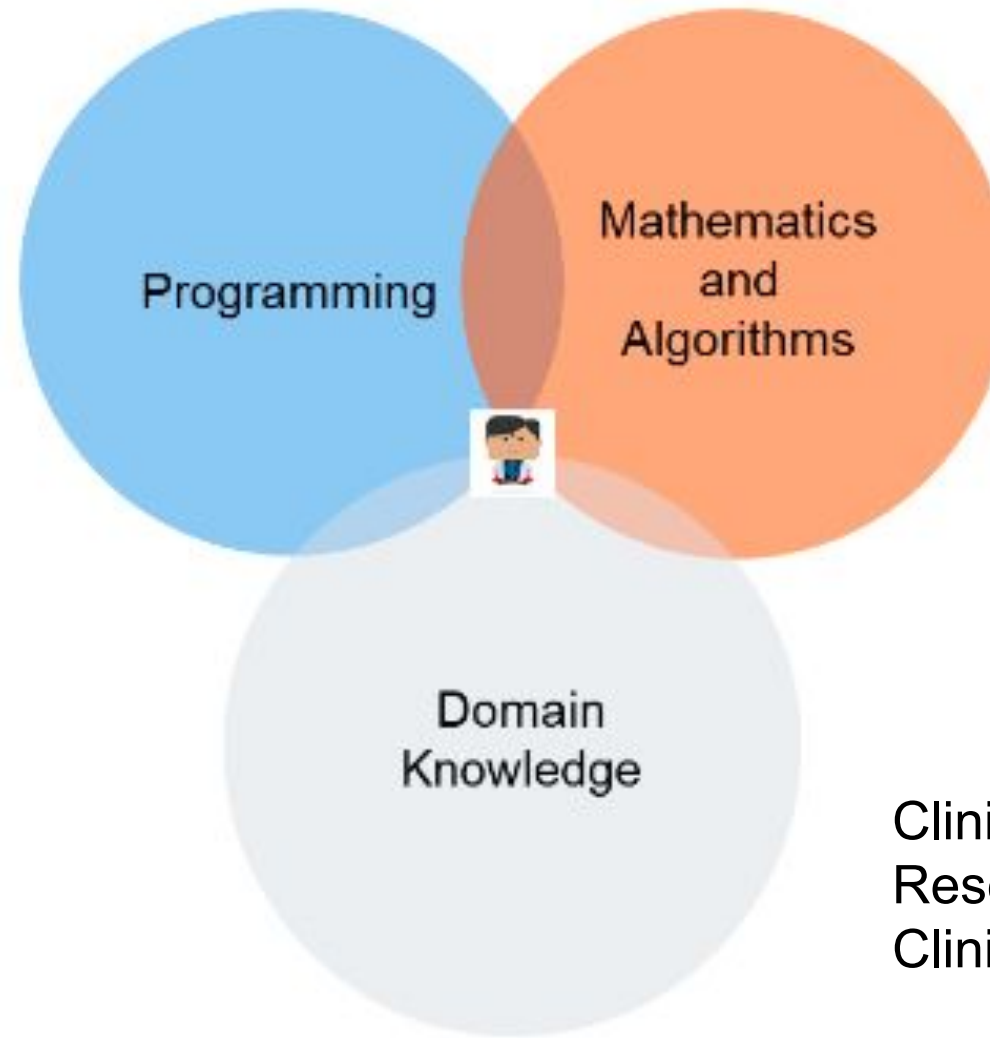 Programming
Mathematics
and
Algorithms
Domain
Knowledge